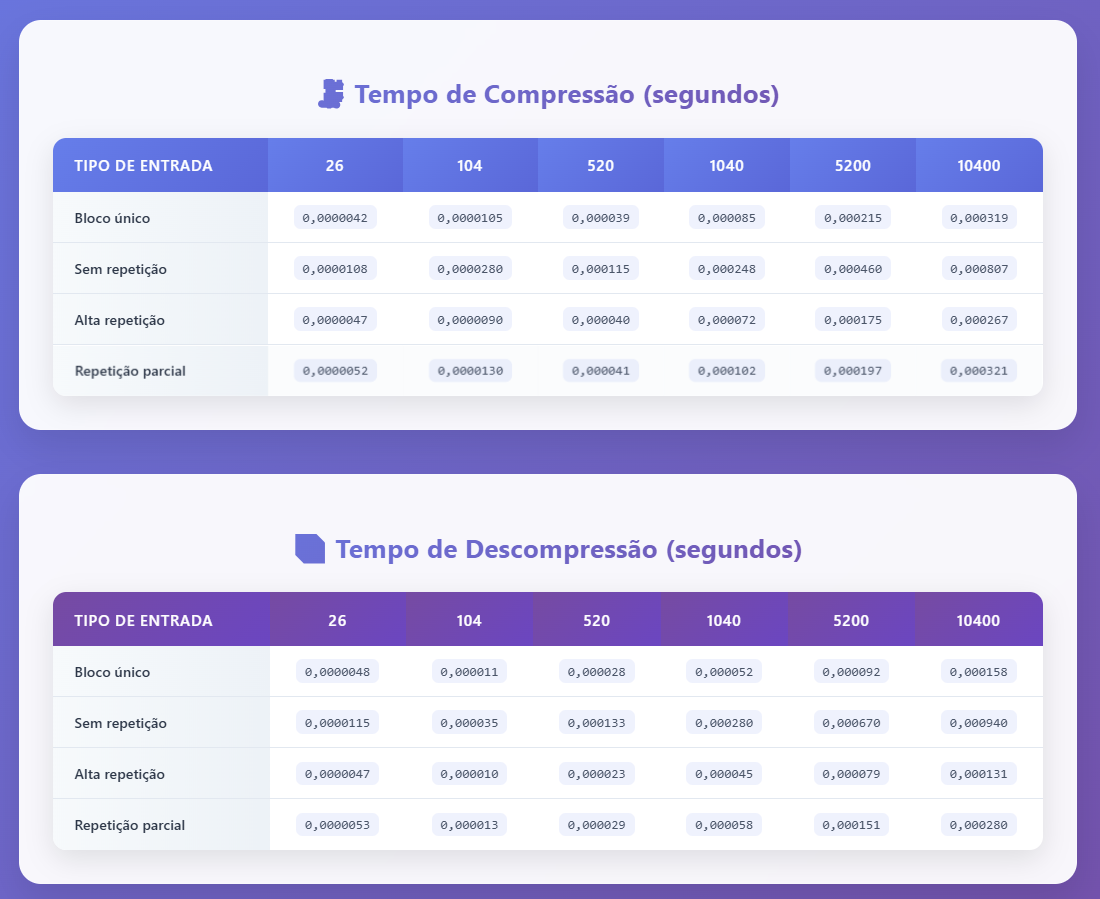 Tempo de Compressão (segundos)
TIPO DE ENTRADA 26 104 520 1040 5200 10400
Bloco único 0,0000042 0,0000105 0,000039 0,000085 0,000215 0,000319
Sem repetição 0,0000108 0,0000280 0,000115 0,000248 0,000460 0,000807
Alta repetição 0,0000047 0,0000090 0,000040 0,000072 0,000175 0,000267
Repetição parcial 0,0000052 0,0000130 0,000041 0,000102 0,000197 0,000321
Tempo de Descompressão (segundos)
TIPO DE ENTRADA 26 104 520 1040 5200 10400
Bloco único 0,0000048 0,000011 0,000028 0,000052 0,000092 0,000158
Sem repetição 0,0000115 0,000035 0,000133 0,000280 0,000670 0,000940
Alta repetição 0,0000047 0,000010 0,000023 0,000045 0,000079 0,000131
Repetição parcial 0,0000053 0,000013 0,000029 0,000058 0,000151 0,000280